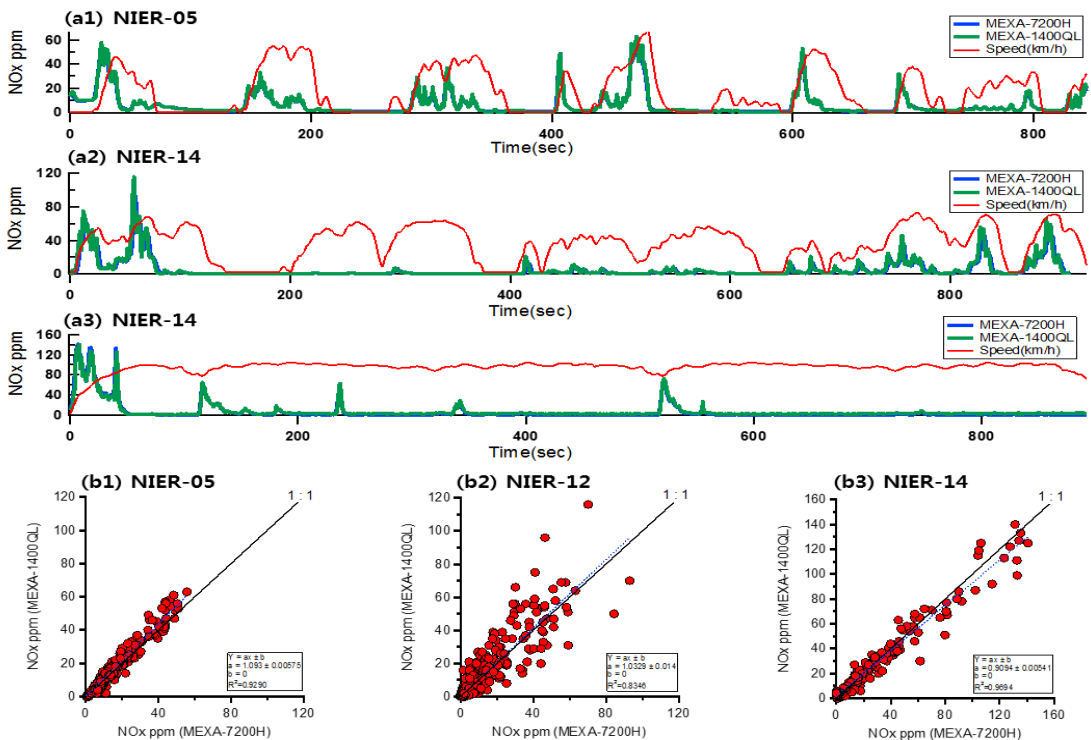 (a1) NIER-05
MEXA-7200H
MEXA-1400QL
Speed(km/h)
NOx ppm
60
40
20
0
0 200 400 600 800
Time(sec)
(a2) NIER-14
MEXA-7200H
MEXA-1400QL
Speed(km/h)
NOx ppm
120
80
40
0
0 200 400 600 800
Time(sec)
(a3) NIER-14
MEXA-7200H
MEXA-1400QL
Speed(km/h)
NOx ppm
160
120
80
40
0
0 200 400 600 800
Time(sec)
(b1) NIER-05
1 : 1
NOx ppm (MEXA-1400QL)
120
100
80
60
40
20
0
Y = ax ± b
a = 1.093 ± 0.00575
b = 0
R²=0.9290
0 40 80 120
NOx ppm (MEXA-7200H)
(b2) NIER-12
1 : 1
NOx ppm (MEXA-1400QL)
120
100
80
60
40
20
0
Y = ax ± b
a = 1.0329 ± 0.014
b = 0
R²=0.8346
0 40 80 120
NOx ppm (MEXA-7200H)
(b3) NIER-14
1 : 1
NOx ppm (MEXA-1400QL)
160
120
80
40
0
Y = ax ± b
a = 0.9094 ± 0.00541
b = 0
R²=0.9694
0 40 80 120 160
NOx ppm (MEXA-7200H)